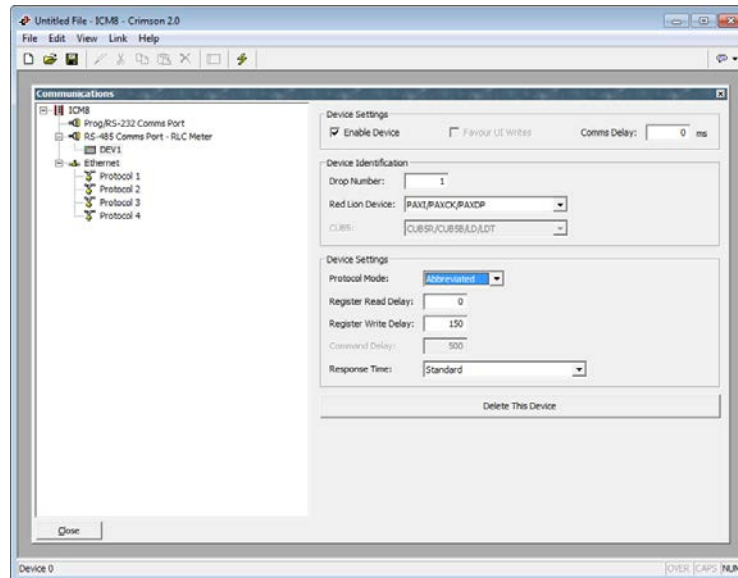 Untitled File - ICM8 - Crimson 2.0
File Edit View Link Help
Communications
ICM8
Prog/RS-232 Comms Port
RS-485 Comms Port - RLC Meter
DEV1
Ethernet
Protocol 1
Protocol 2
Protocol 3
Protocol 4
Device Settings
Enable Device Favour UI Writes Comms Delay: 0 ms
Device Identification
Drop Number: 1
Red Lion Device: PAXI/PAXCK/PAXDP
CUB5: CUB5R/CUB5B/LD/LDT
Device Settings
Protocol Mode: Abbreviated
Register Read Delay: 0
Register Write Delay: 150
Command Delay: 500
Response Time: Standard
Delete This Device
Close
Device 0 OVER CAPS NUM